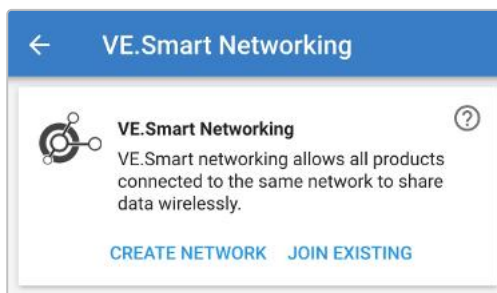 VE.Smart Networking
VE.Smart Networking
VE.Smart networking allows all products
connected to the same network to share
data wirelessly.
CREATE NETWORK JOIN EXISTING